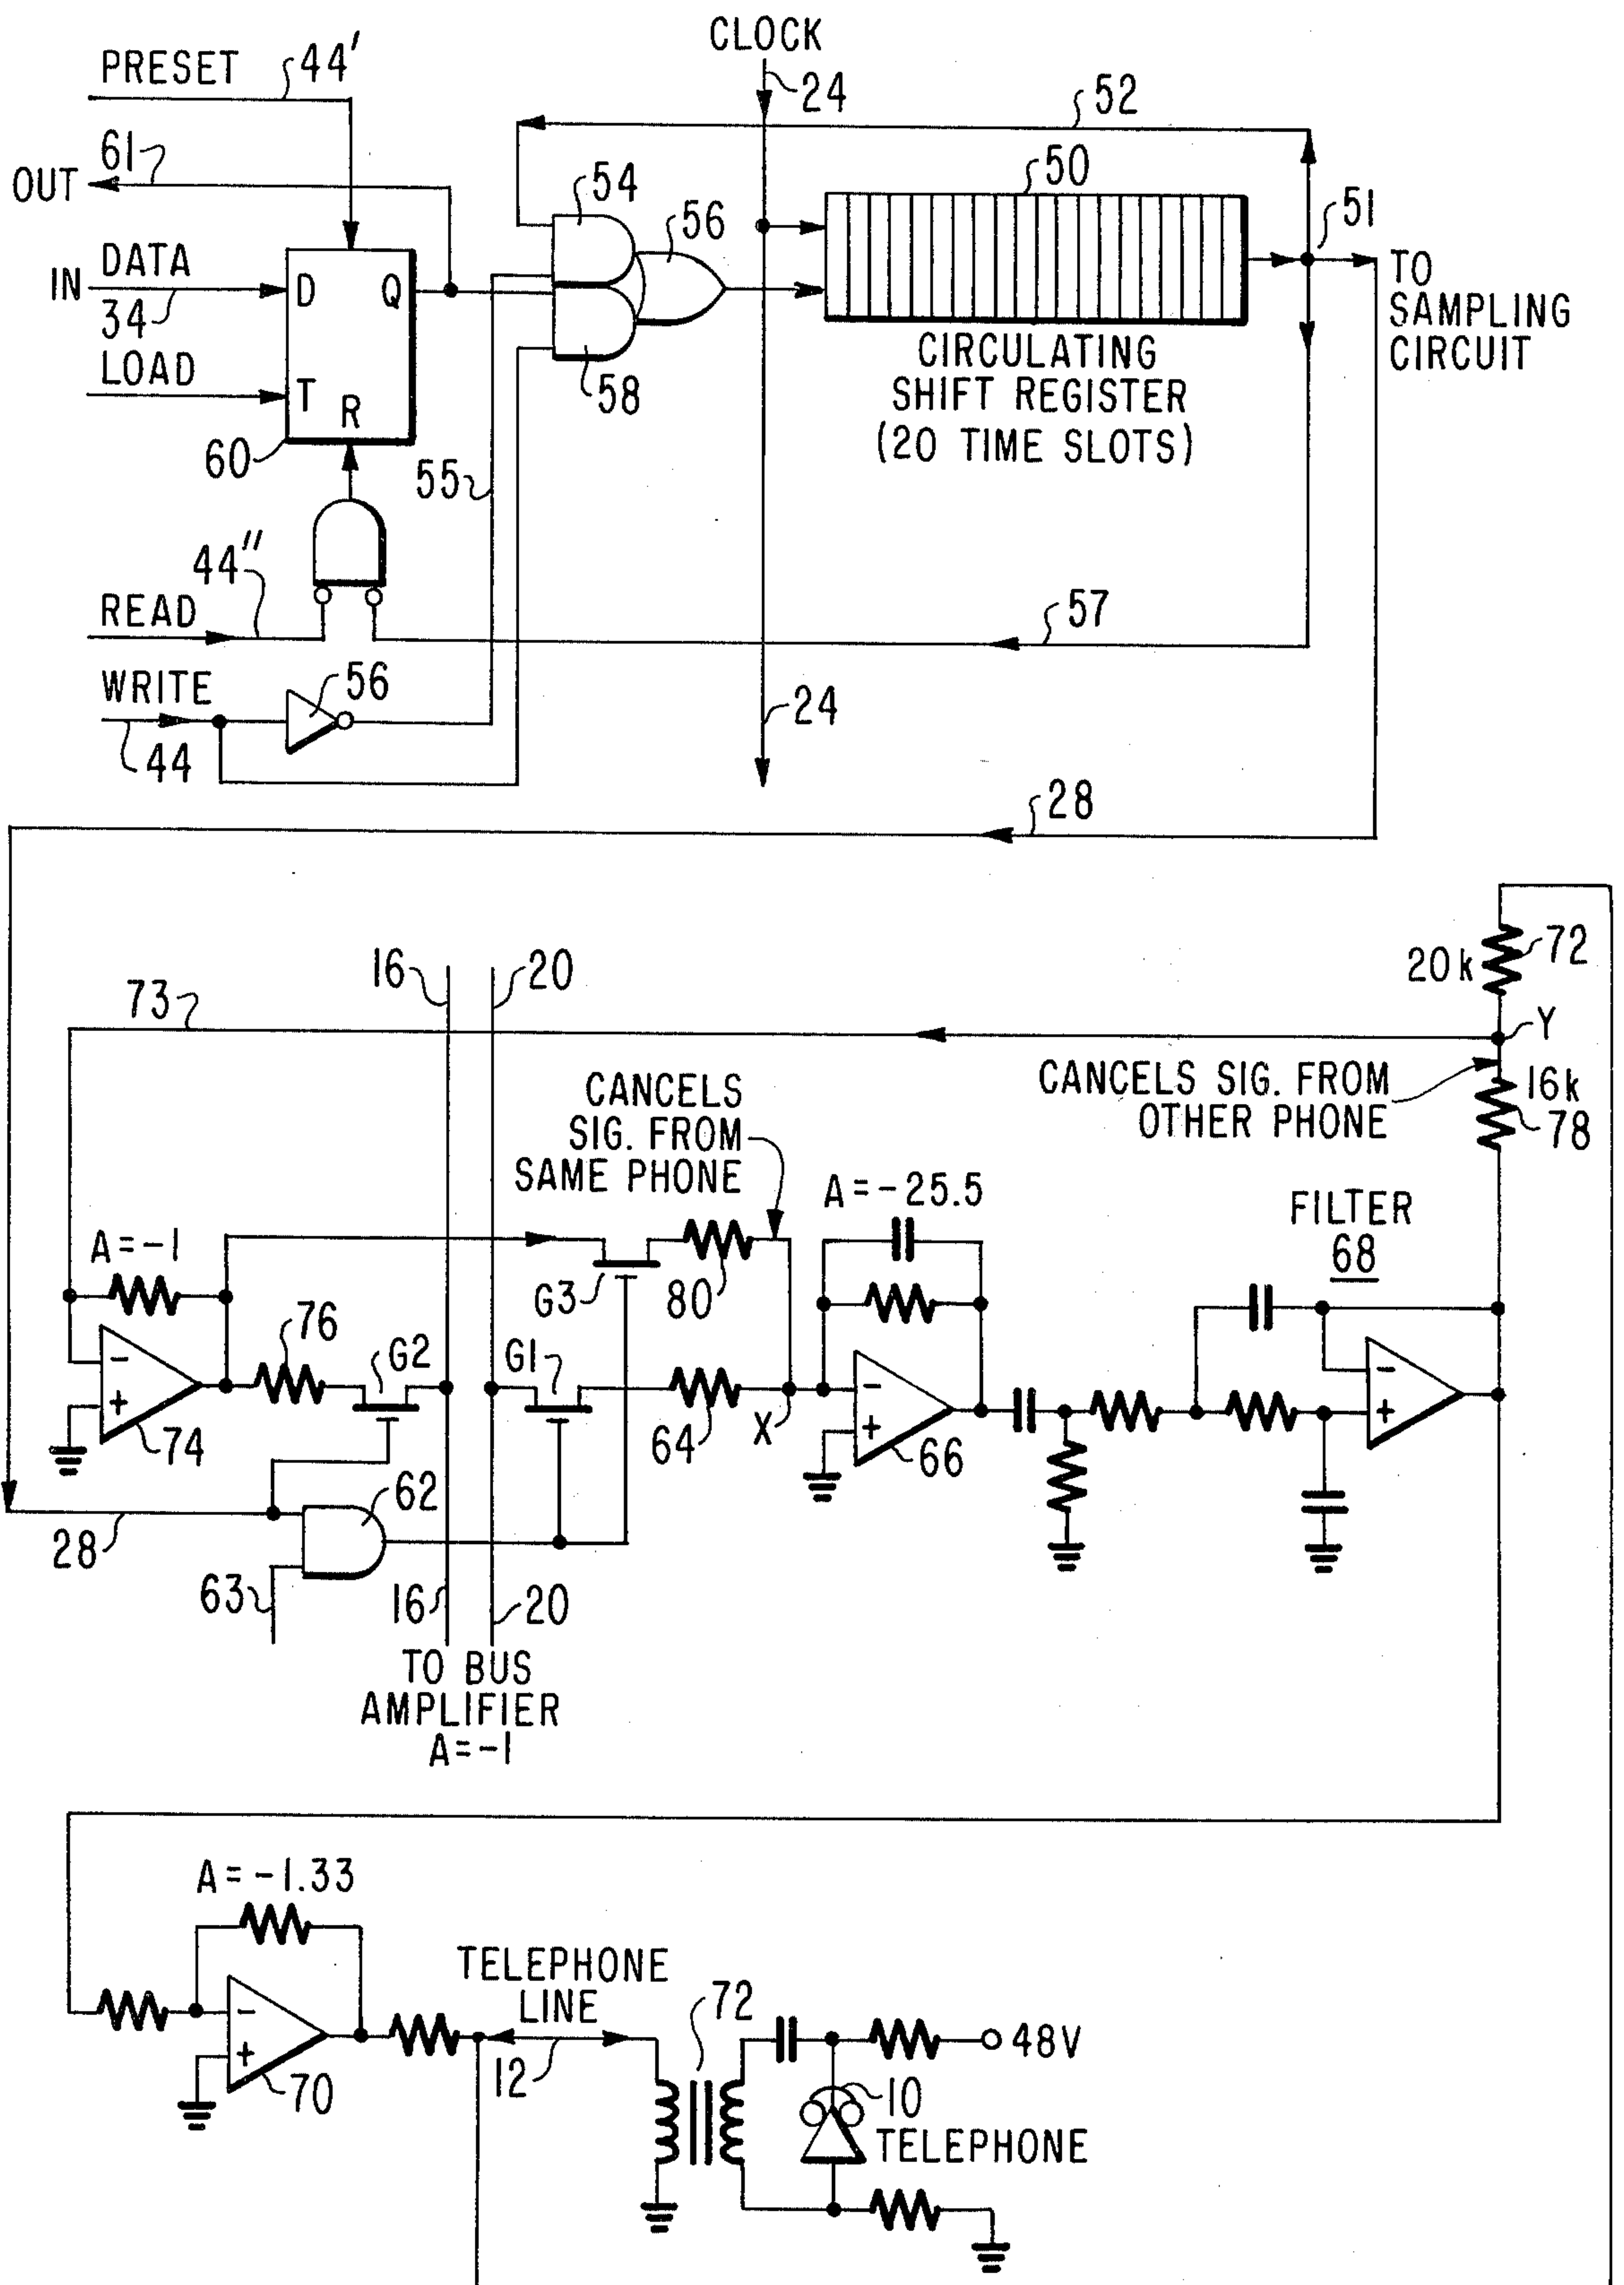 CLOCK
PRESET
44'
24
52
61
OUT
54
50
56
51
IN
DATA
34
D
Q
TO
SAMPLING
CIRCUIT
LOAD
T
R
60
58
CIRCULATING
SHIFT REGISTER
(20 TIME SLOTS)
55
44"
READ
57
WRITE
56
24
44
28
16
20
20k
72
73
Y
CANCELS
SIG. FROM
SAME PHONE
CANCELS SIG. FROM
OTHER PHONE
16k
78
A=-25.5
FILTER
68
A=-1
G3
80
76
G2
G1
-
+
74
64
X
-
+
66
-
+
62
28
63
16
20
TO BUS
AMPLIFIER
A=-1
A=-1.33
TELEPHONE
LINE
72
-
+
70
12
48V
10
TELEPHONE